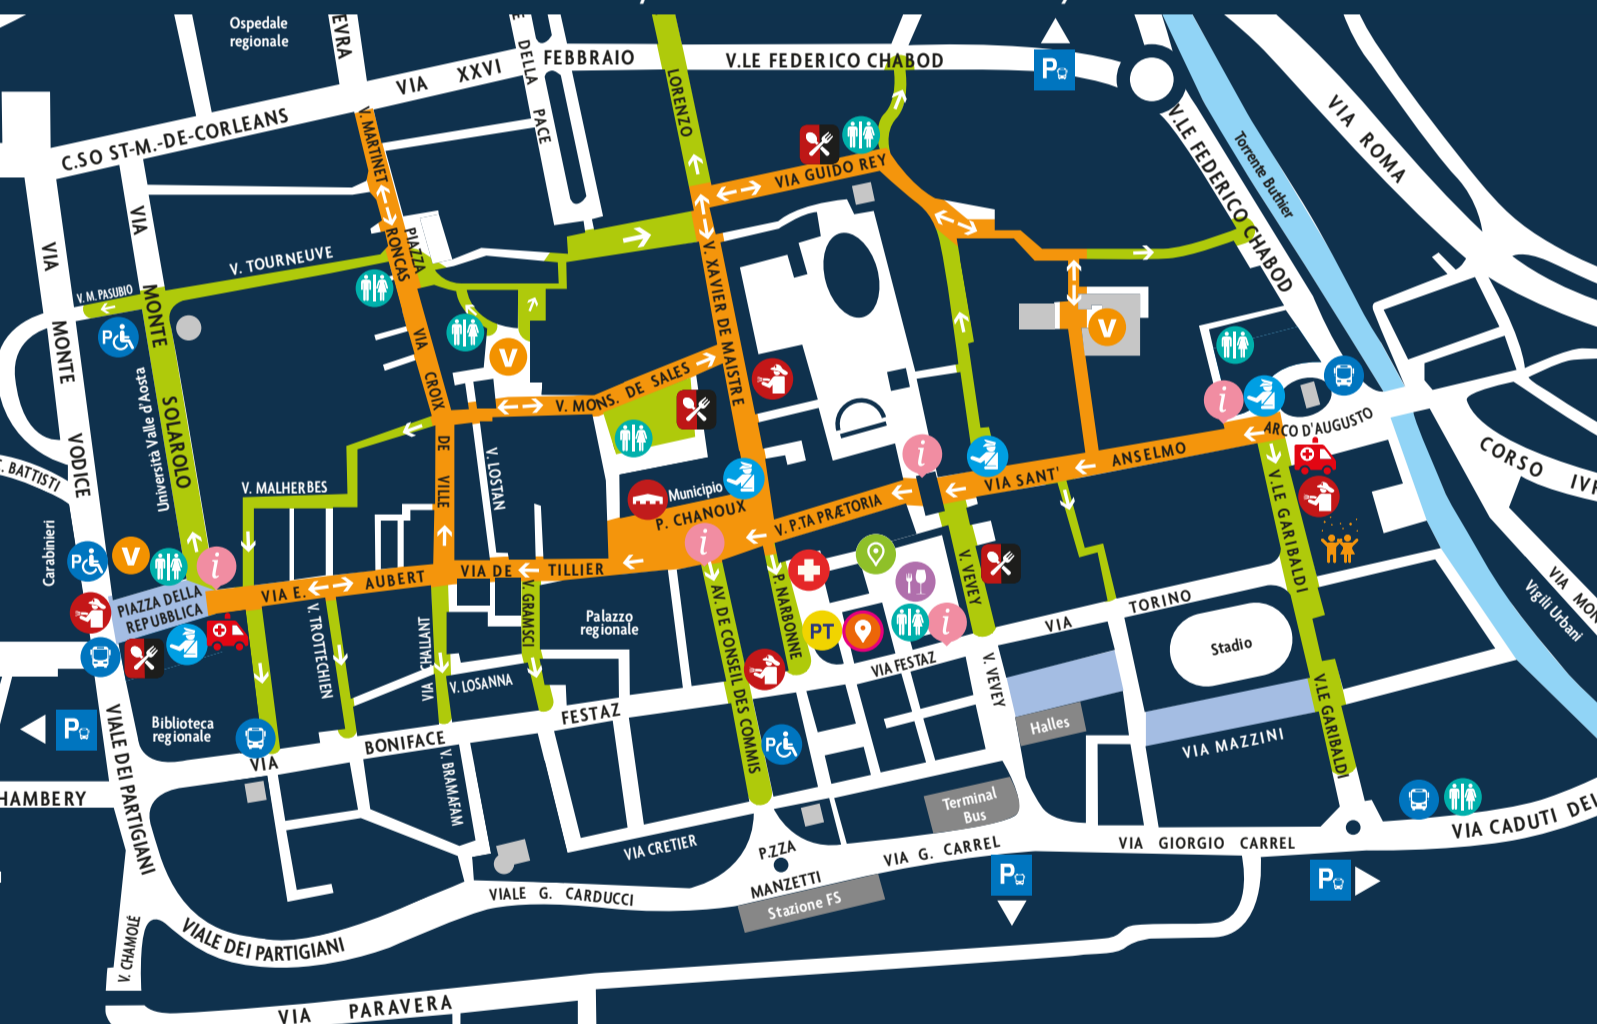 Ospedale
regionale
EVRA
VIA XXVI FEBBRAIO
DELLA PACE
LORENZO
V.LE FEDERICO CHABOD
P
C.SO ST-M.-DE-CORLEANS
V. MARTINET
VIA GUIDO REY
V.LE FEDERICO CHABOD
Torrente Buthier
VIA ROMA
VIA MONTE VODICE
VIA MONTE SOLAROLO
V. TOURNEUVE
V. M. PASUBIO
P
PIAZZA
RONCAS
V. XAVIER DE MAISTRE
VIA CROIX DE VILLE
V
V
V. MONS. DE SALES
Università Valle d'Aosta
V. MALHERBES
V. LOSTAN
Municipio
P. CHANOUX
i
i
i
V. P.TA PRÆTORIA
VIA SANT' ANSELMO
ARCO D'AUGUSTO
CORSO IVR
. BATTISTI
Carabinieri
P
V
i
PIAZZA DELLA
REPUBBLICA
VIA E. AUBERT
VIA DE TILLIER
V. TROTTECHIEN
VIA CHALLANT
V. GRAMSCI
V. LOSANNA
Palazzo
regionale
AV. DE CONSEIL DES COMMIS
P. NARBONNE
PT
i
V. VEVEY
V. VEVEY
VIA FESTAZ
VIA TORINO
Stadio
V.LE GARIBALDI
V.LE GARIBALDI
VIA MON
Vigili Urbani
P
Biblioteca
regionale
VIA BONIFACE FESTAZ
VIALE DEI PARTIGIANI
HAMBERY
V. BRAMAFAM
P
Halles
VIA MAZZINI
Terminal
Bus
VIA CRETIER
P.ZZA
MANZETTI
VIA G. CARREL
VIA GIORGIO CARREL
VIA CADUTI DEL
VIALE G. CARDUCCI
Stazione FS
P
P
V. CHAMOLÉ
VIALE DEI PARTIGIANI
VIA PARAVERA